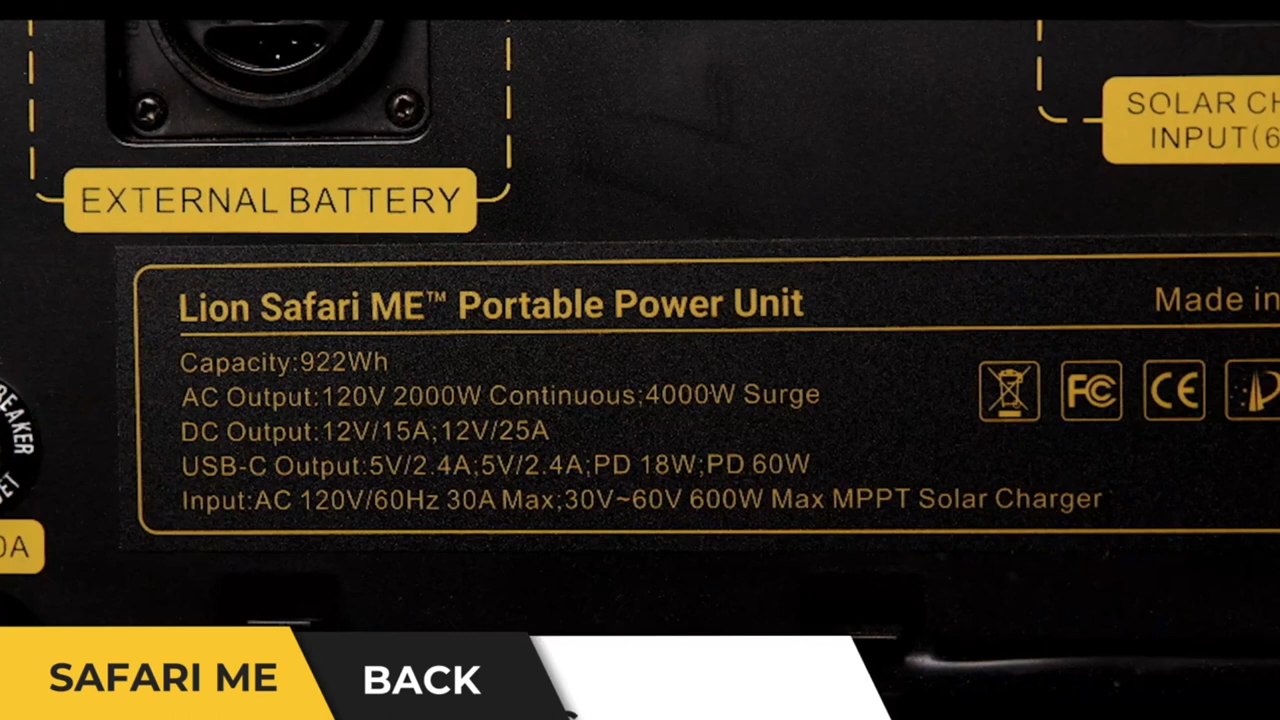 SOLAR CH
INPUT(6
EXTERNAL BATTERY
Lion Safari ME™ Portable Power Unit
Made in
Capacity:922Wh
AC Output:120V 2000W Continuous;4000W Surge
DC Output:12V/15A;12V/25A
USB-C Output:5V/2.4A;5V/2.4A;PD 18W;PD 60W
Input:AC 120V/60Hz 30A Max;30V~60V 600W Max MPPT Solar Charger
FC CE
0A
SAFARI ME
BACK